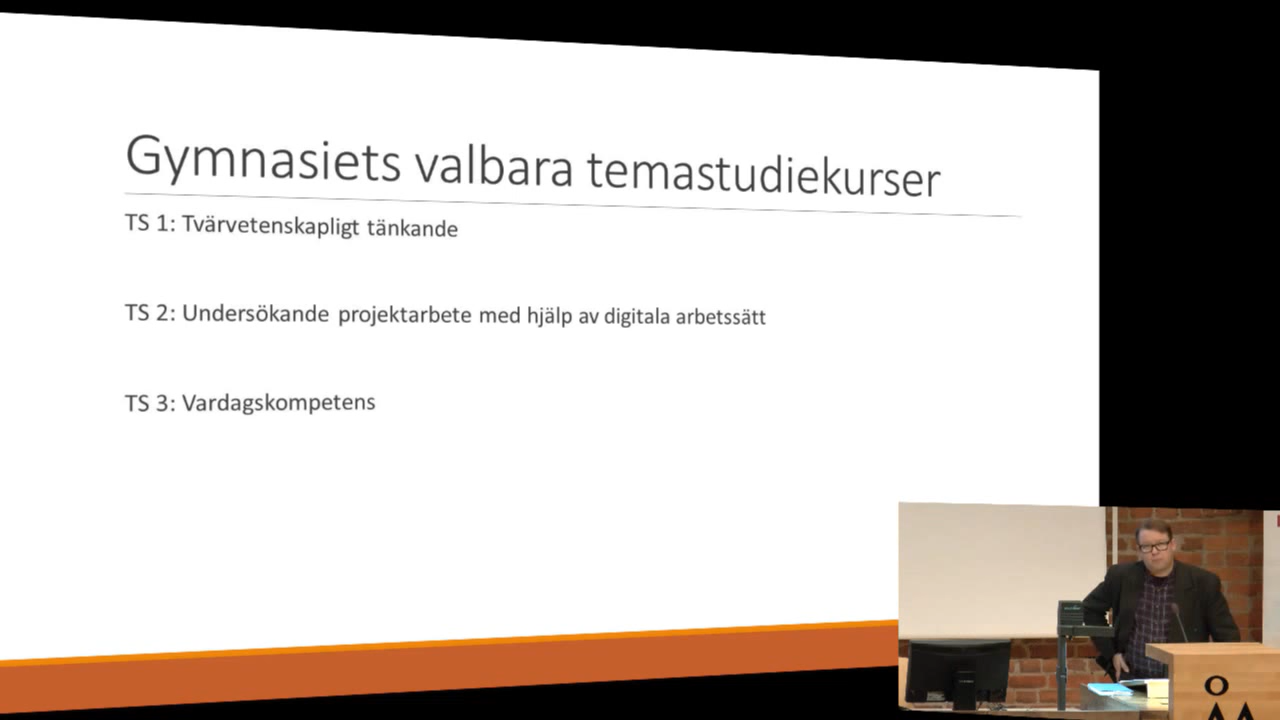 Gymnasiets valbara temastudiekurser
TS 1: Tvärvetenskapligt tänkande
TS 2: Undersökande projektarbete med hjälp av digitala arbetssätt
TS 3: Vardagskompetens